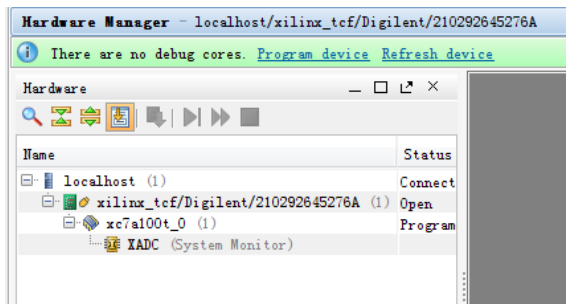 Hardware Manager - localhost/xilinx_tcf/Digilent/210292645276A
There are no debug cores. Program device Refresh device
Hardware
Name Status
localhost (1) Connect
xilinx_tcf/Digilent/210292645276A (1) Open
xc7a100t_0 (1) Program
XADC (System Monitor)